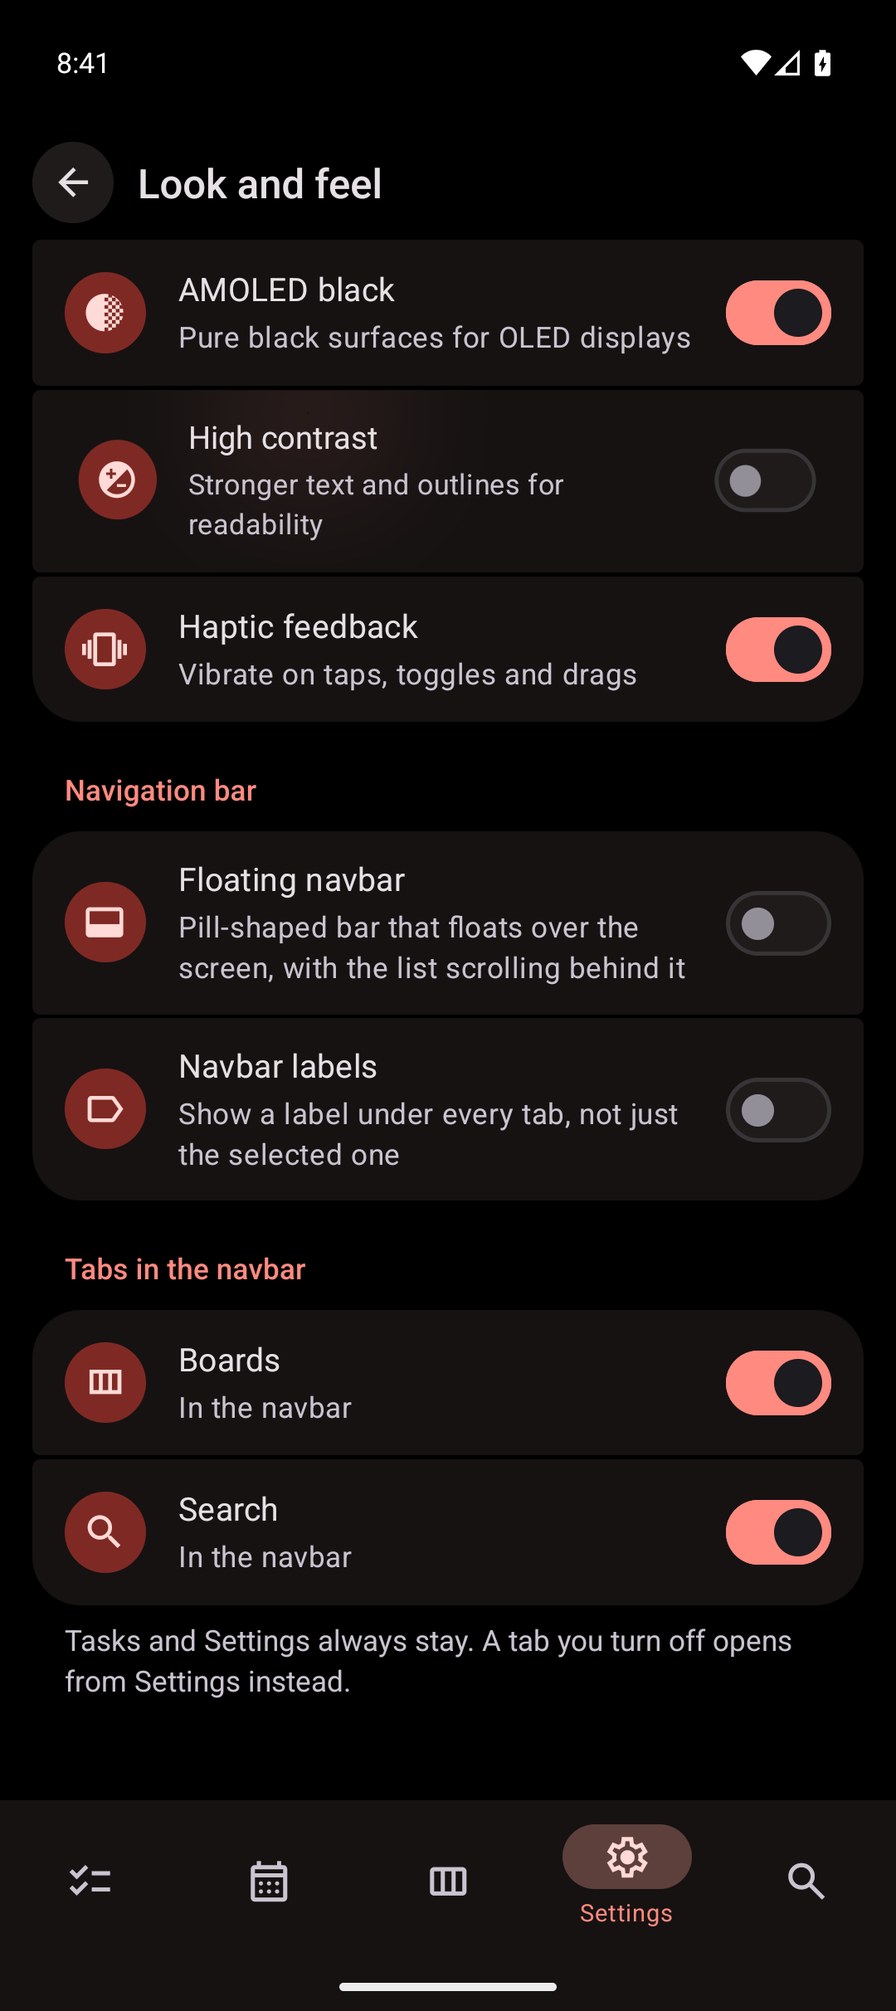 8:41
Look and feel
AMOLED black
Pure black surfaces for OLED displays
High contrast
Stronger text and outlines for
readability
Haptic feedback
Vibrate on taps, toggles and drags
Navigation bar
Floating navbar
Pill-shaped bar that floats over the
screen, with the list scrolling behind it
Navbar labels
Show a label under every tab, not just
the selected one
Tabs in the navbar
Boards
In the navbar
Search
In the navbar
Tasks and Settings always stay. A tab you turn off opens
from Settings instead.
Settings